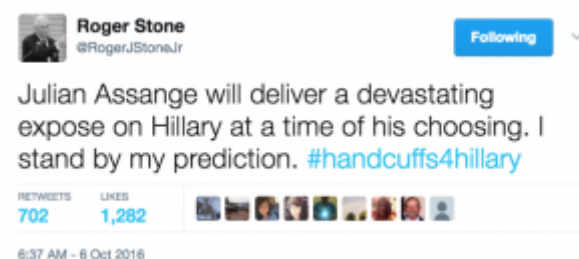 Roger Stone
@RogerJStoneJr
Following
Julian Assange will deliver a devastating
expose on Hillary at a time of his choosing. I
stand by my prediction. #handcuffs4hillary
RETWEETS LIKES
702 1,282
6:37 AM - 6 Oct 2016